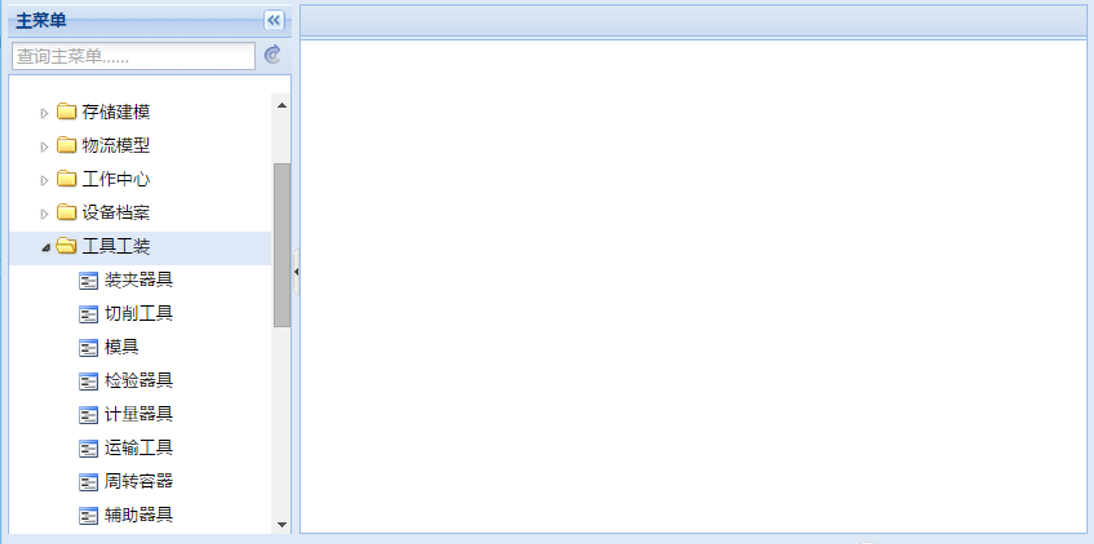 主菜单
查询主菜单......
存储建模
物流模型
工作中心
设备档案
工具工装
装夹器具
切削工具
模具
检验器具
计量器具
运输工具
周转容器
辅助器具